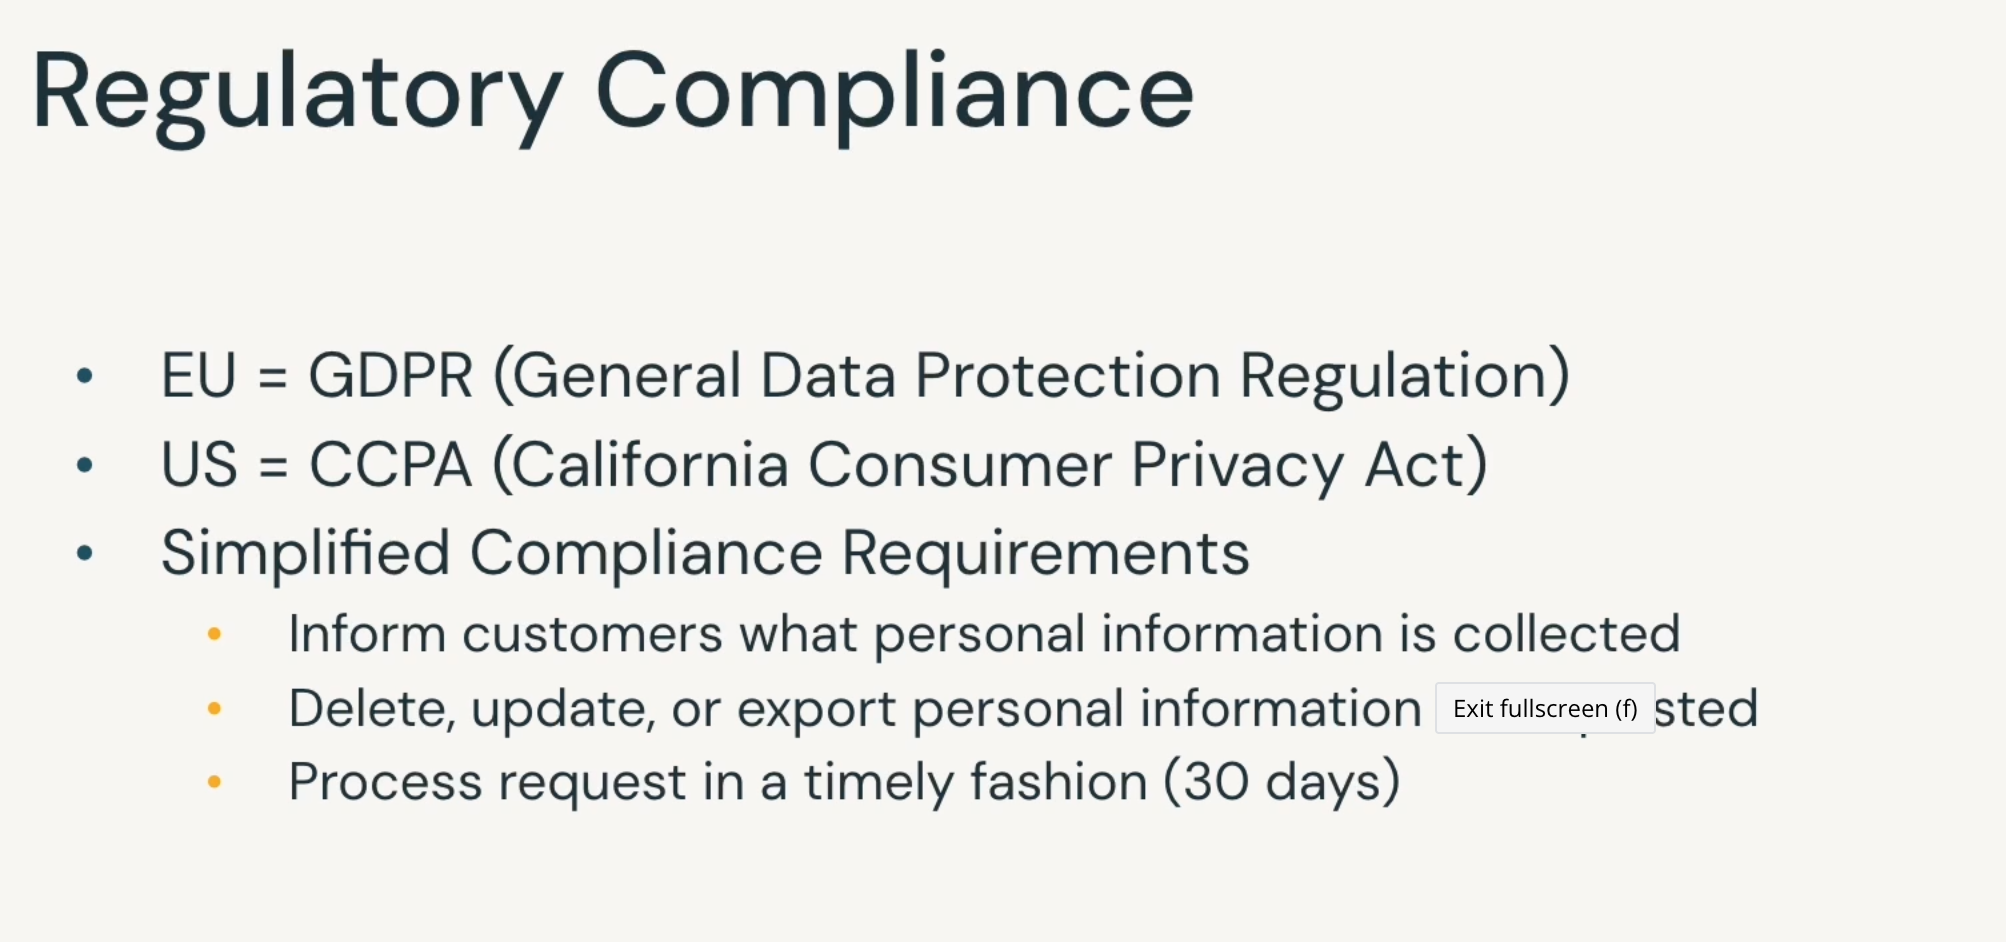 Regulatory Compliance
• EU = GDPR (General Data Protection Regulation)
• US = CCPA (California Consumer Privacy Act)
• Simplified Compliance Requirements
• Inform customers what personal information is collected
• Delete, update, or export personal information Exit fullscreen (f) sted
• Process request in a timely fashion (30 days)